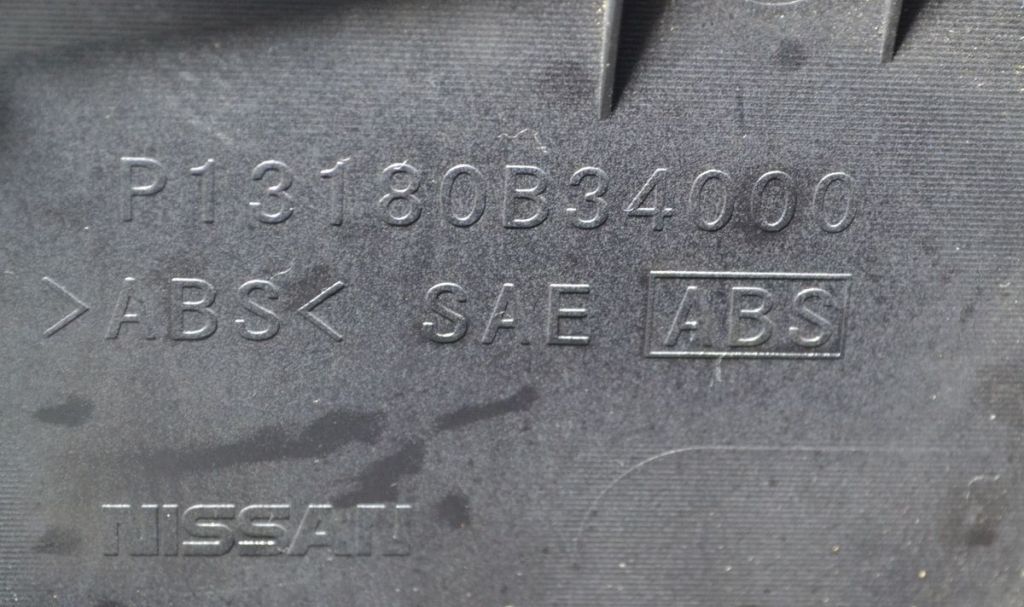 P13180B34000
>ABS< SAE ABS
NISSAN